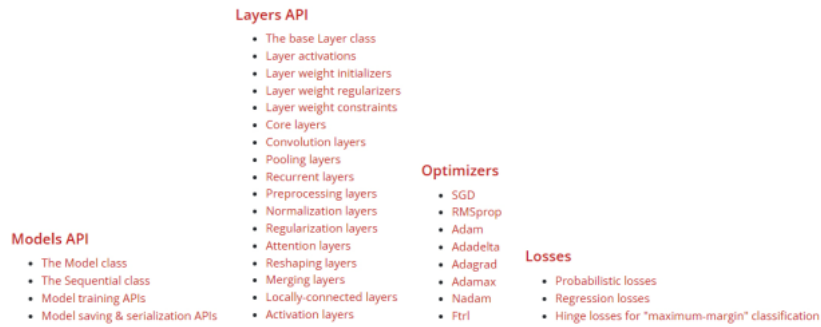 Layers API
The base Layer class
Layer activations
Layer weight initializers
Layer weight regularizers
Layer weight constraints
Core layers
Convolution layers
Pooling layers
Recurrent layers
Preprocessing layers
Normalization layers
Regularization layers
Attention layers
Reshaping layers
Merging layers
Locally-connected layers
Activation layers
Optimizers
SGD
RMSprop
Adam
Adadelta
Adagrad
Adamax
Nadam
Ftrl
Models API
The Model class
The Sequential class
Model training APIs
Model saving & serialization APIs
Losses
Probabilistic losses
Regression losses
Hinge losses for "maximum-margin" classification